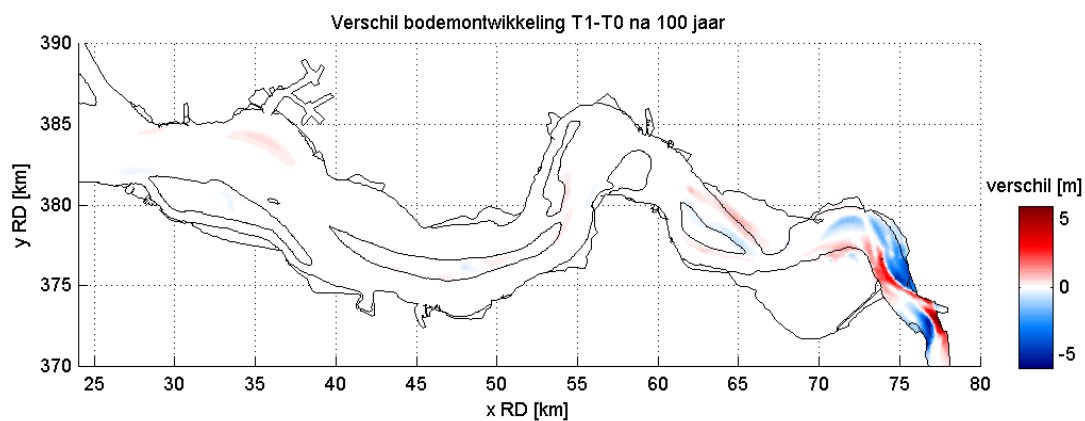 Verschil bodemontwikkeling T1-T0 na 100 jaar
390
385
380
375
370
y RD [km]
25 30 35 40 45 50 55 60 65 70 75 80
x RD [km]
verschil [m]
5
0
-5